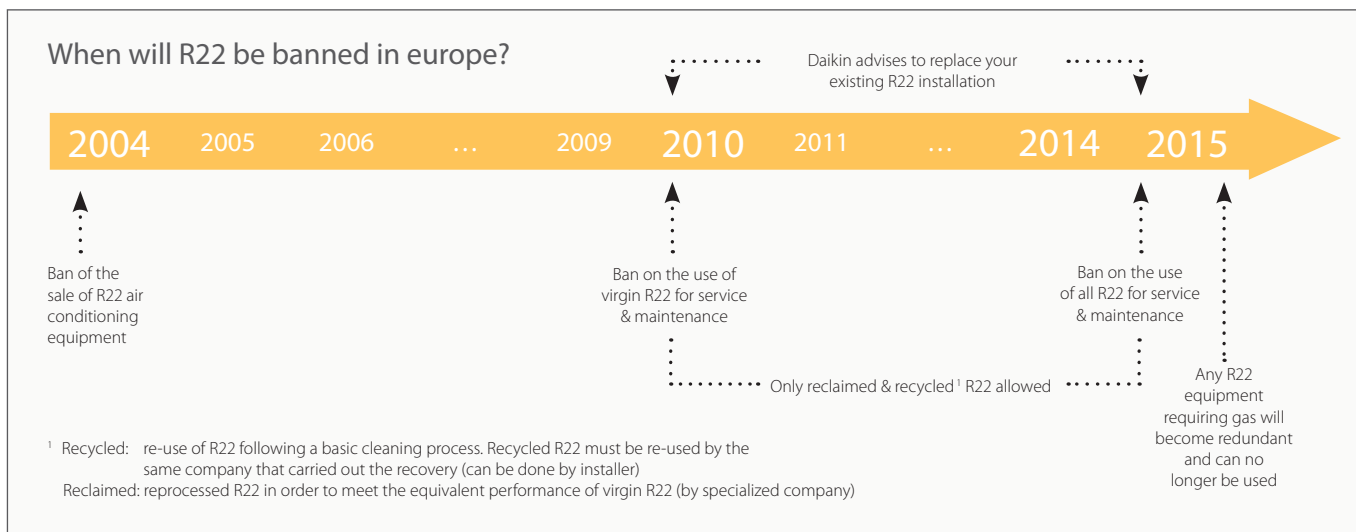 When will R22 be banned in europe?
Daikin advises to replace your
existing R22 installation
2004 2005 2006 ... 2009 2010 2011 ... 2014 2015
Ban of the
sale of R22 air
conditioning
equipment
Ban on the use of
virgin R22 for service
& maintenance
Ban on the use
of all R22 for service
& maintenance
Only reclaimed & recycled ¹ R22 allowed
Any R22
equipment
requiring gas will
become redundant
and can no
longer be used
¹ Recycled: re-use of R22 following a basic cleaning process. Recycled R22 must be re-used by the
same company that carried out the recovery (can be done by installer)
Reclaimed: reprocessed R22 in order to meet the equivalent performance of virgin R22 (by specialized company)